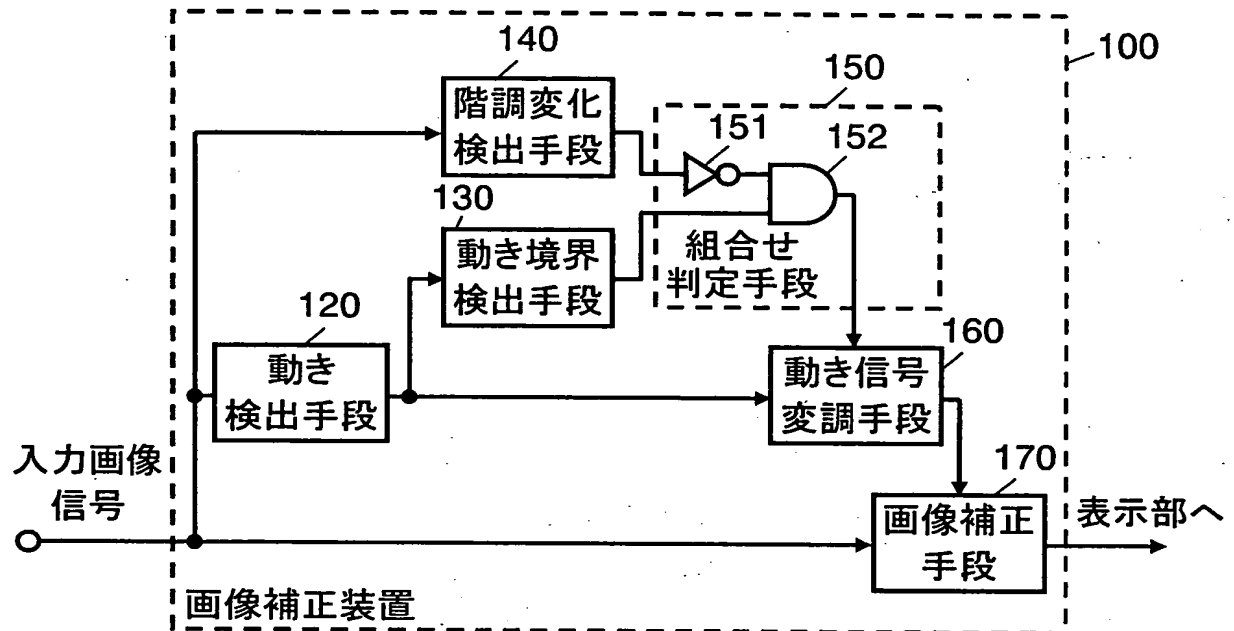 100
140
階調変化
検出手段
150
151
152
130
動き境界
検出手段
組合せ
判定手段
120
動き
検出手段
160
動き信号
変調手段
入力画像
信号
170
画像補正
手段
表示部へ
画像補正装置